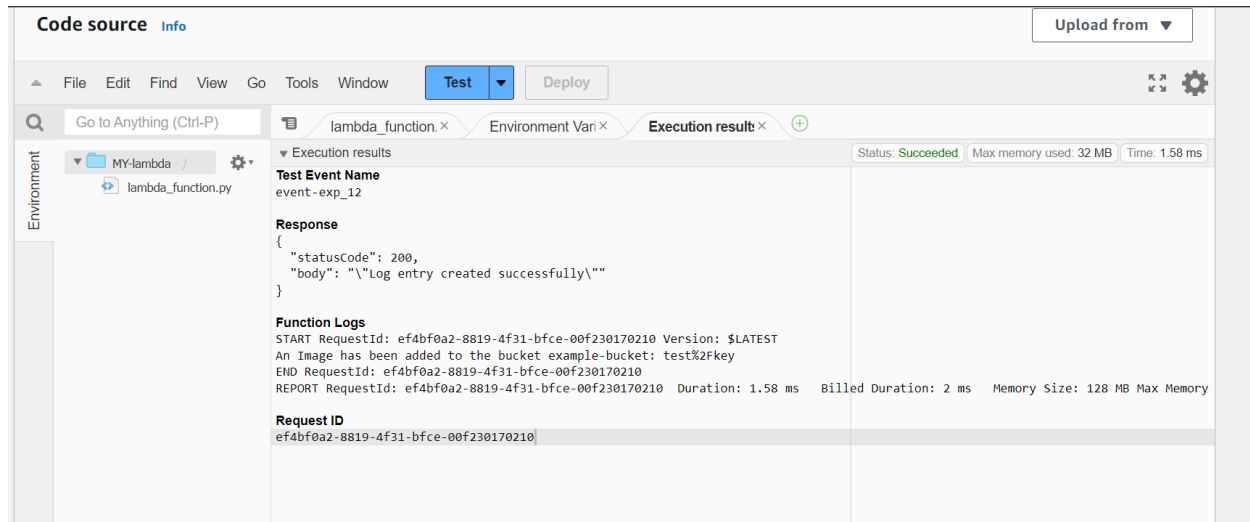 Code source Info
Upload from
File Edit Find View Go Tools Window Test Deploy
Go to Anything (Ctrl-P)
lambda_function. Environment Vari Execution results
Environment
MY-lambda - /
lambda_function.py
Execution results
Status: Succeeded Max memory used: 32 MB Time: 1.58 ms
Test Event Name
event-exp_12
Response
{
"statusCode": 200,
"body": "\"Log entry created successfully\""
}
Function Logs
START RequestId: ef4bf0a2-8819-4f31-bfce-00f230170210 Version: $LATEST
An Image has been added to the bucket example-bucket: test%2Fkey
END RequestId: ef4bf0a2-8819-4f31-bfce-00f230170210
REPORT RequestId: ef4bf0a2-8819-4f31-bfce-00f230170210 Duration: 1.58 ms Billed Duration: 2 ms Memory Size: 128 MB Max Memory
Request ID
ef4bf0a2-8819-4f31-bfce-00f230170210